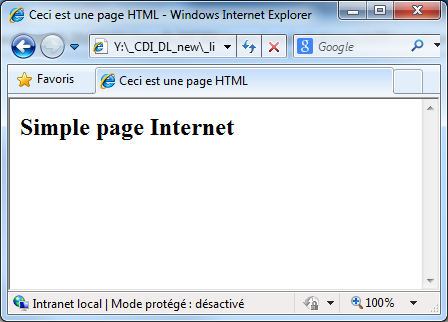 Ceci est une page HTML - Windows Internet Explorer
Y:\_CDI_DL_new\_li
Google
Favoris
Ceci est une page HTML
Simple page Internet
Intranet local | Mode protégé : désactivé
100%